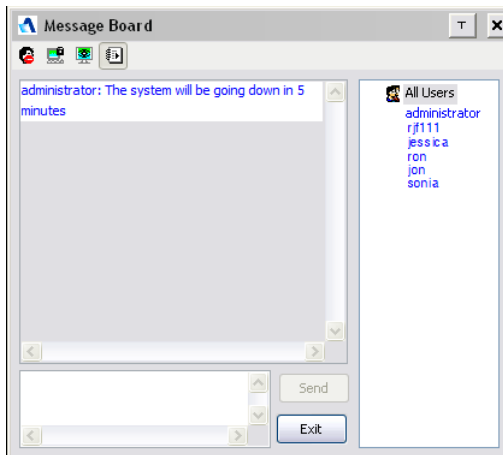 Message Board
T
administrator: The system will be going down in 5
minutes
All Users
administrator
rjf111
jessica
ron
jon
sonia
Send
Exit